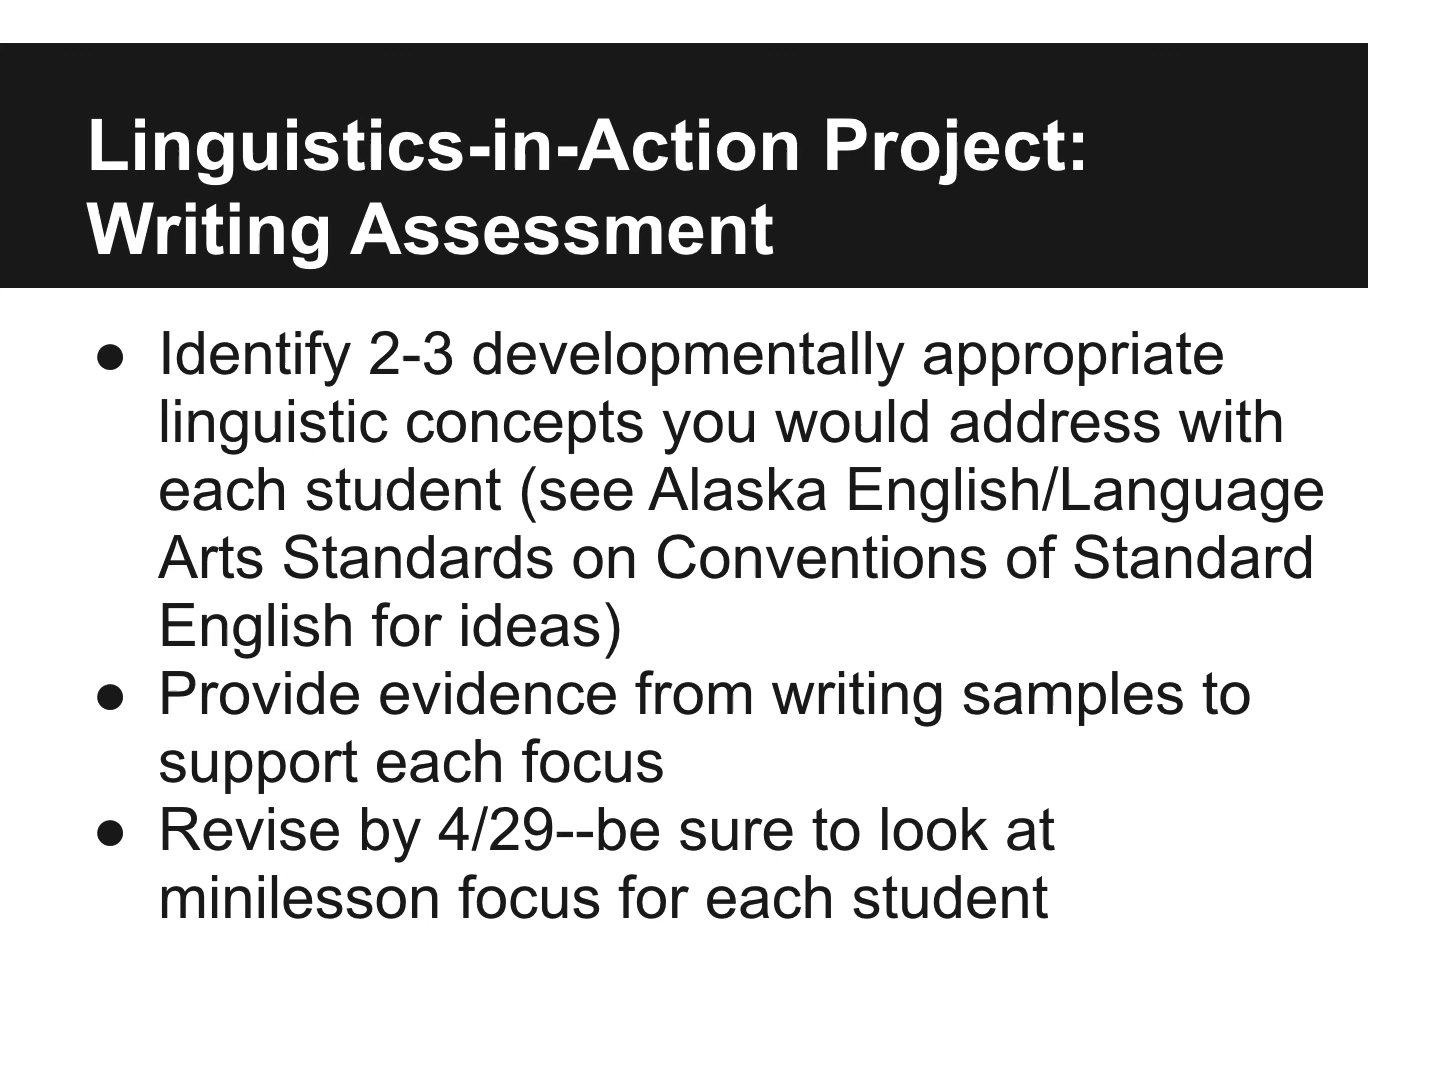 Linguistics-in-Action Project:
Writing Assessment
● Identify 2-3 developmentally appropriate
linguistic concepts you would address with
each student (see Alaska English/Language
Arts Standards on Conventions of Standard
English for ideas)
● Provide evidence from writing samples to
support each focus
● Revise by 4/29--be sure to look at
minilesson focus for each student